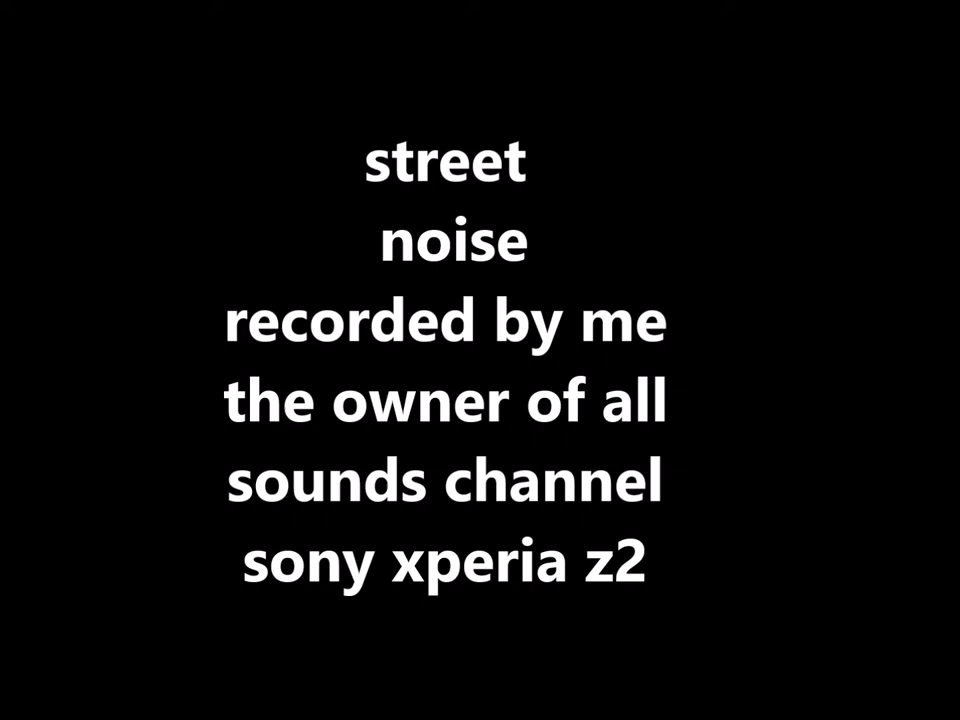 street
noise
recorded by me
the owner of all
sounds channel
sony xperia z2